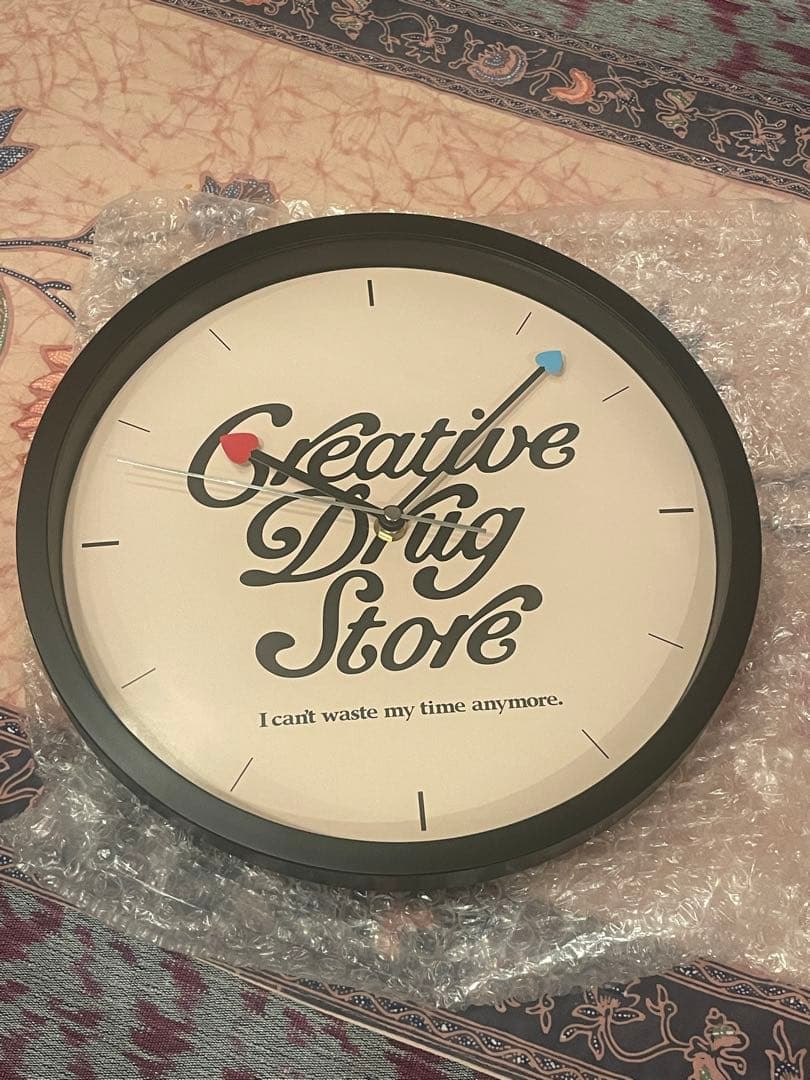 Creative
Drug
Store
I can't waste my time anymore.